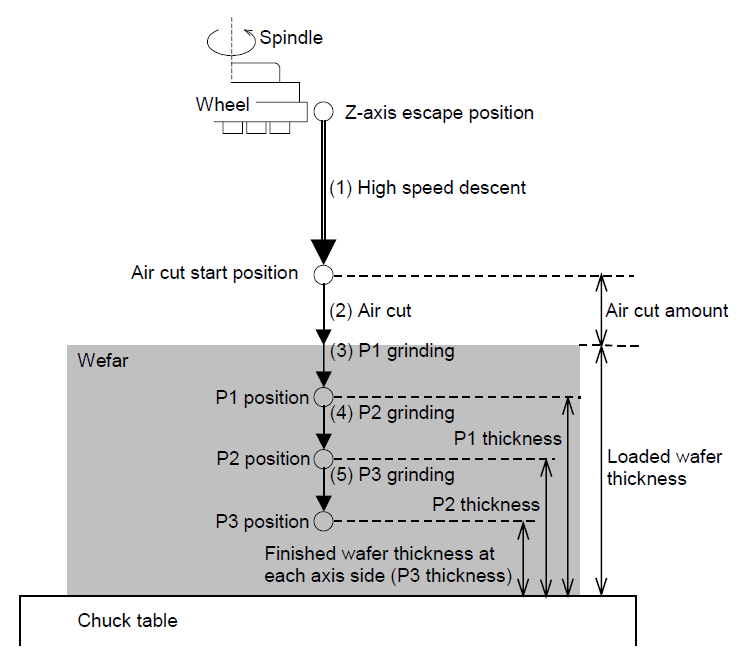 Spindle
Wheel
Z-axis escape position
(1) High speed descent
Air cut start position
(2) Air cut
Air cut amount
(3) P1 grinding
Wefar
P1 position
(4) P2 grinding
P1 thickness
P2 position
Loaded wafer
thickness
(5) P3 grinding
P2 thickness
P3 position
Finished wafer thickness at
each axis side (P3 thickness)
Chuck table